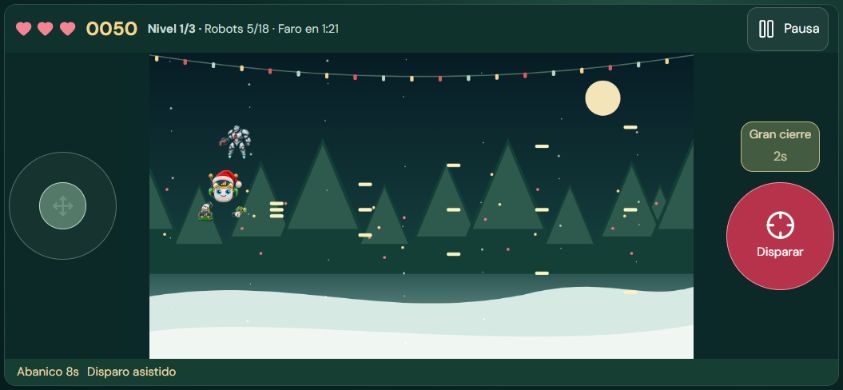 0050 Nivel 1/3 · Robots 5/18 · Faro en 1:21
Pausa
Gran cierre
2s
Disparar
Abanico 8s Disparo asistido